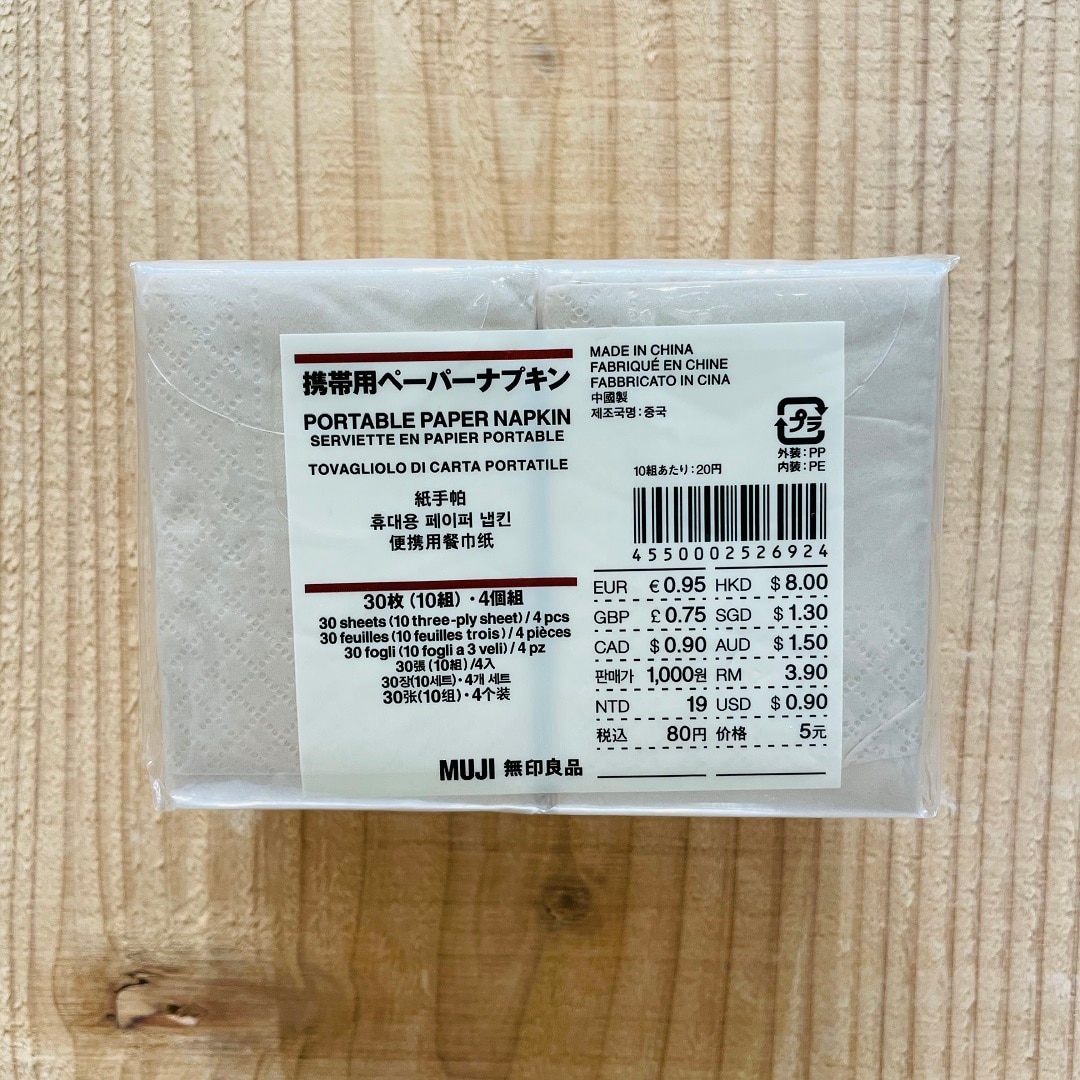 携帯用ペーパーナプキン
PORTABLE PAPER NAPKIN
SERVIETTE EN PAPIER PORTABLE
TOVAGLIOLO DI CARTA PORTATILE
紙手帕
휴대용 페이퍼 냅킨
便携用餐巾纸
30枚(10組)・4個組
30 sheets (10 three-ply sheet) / 4 pcs
30 feuilles (10 feuilles trois) / 4 pièces
30 fogli (10 fogli a 3 veli) / 4 pz
30張(10組)/4入
30장(10세트)・4개 세트
30张(10组)・4个装
MUJI 無印良品
MADE IN CHINA
FABRIQUÉ EN CHINE
FABBRICATO IN CINA
中國製
제조국명:중국
プラ
外装:PP
内装:PE
10組あたり:20円
4550002526924
EUR € 0.95 HKD $ 8.00
GBP £ 0.75 SGD $ 1.30
CAD $ 0.90 AUD $ 1.50
판매가 1,000원 RM 3.90
NTD 19 USD $ 0.90
税込 80円 价格 5元